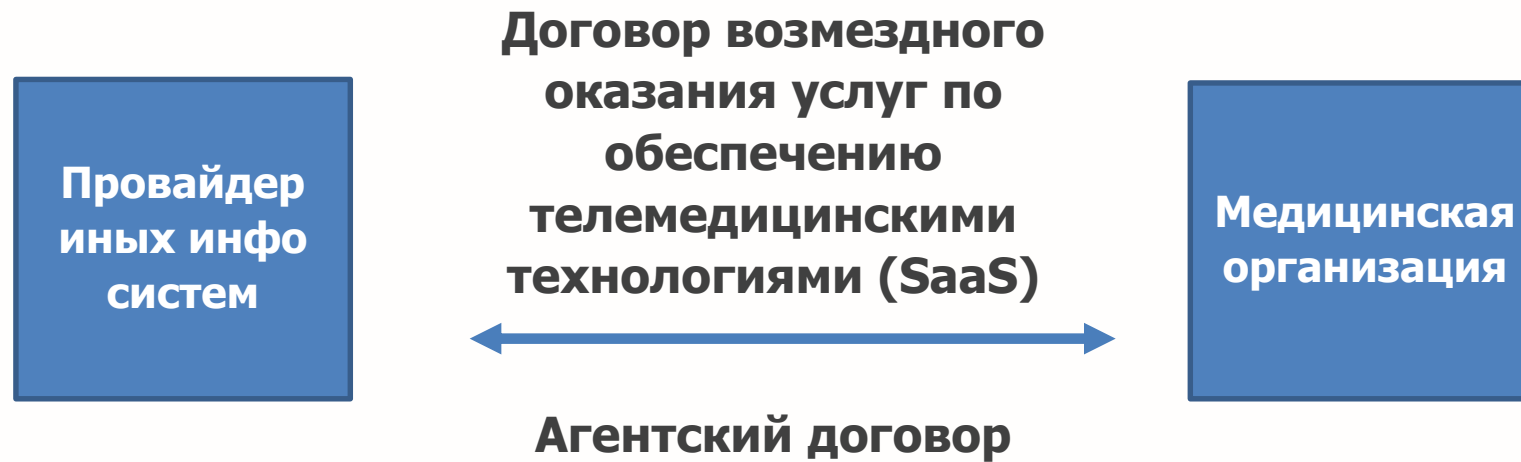 Провайдер
иных инфо
систем
Договор возмездного
оказания услуг по
обеспечению
телемедицинскими
технологиями (SaaS)
Агентский договор
Медицинская
организация